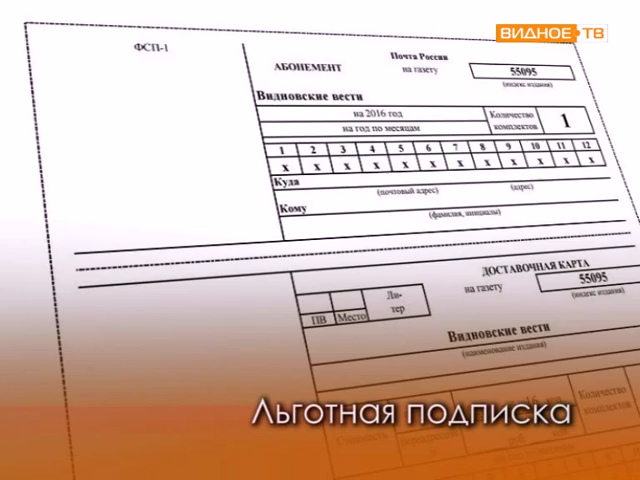 ВИДНОЕ ТВ
ФСП-1
Почта России
АБОНЕМЕНТ на газету 55095
(индекс издания)
Видновские вести
на 2016 год
на год по месяцам
Количество комплектов 1
1 2 3 4 5 6 7 8 9 10 11 12
х х х х х х х х х х х х
Куда
(почтовый адрес) (адрес)
Кому
(фамилия, инициалы)
ДОСТАВОЧНАЯ КАРТА
на газету 55095
(индекс издания)
ПВ Место Ли-
тер
Видновские вести
(наименование издания)
Количество
комплектов
Льготная подписка